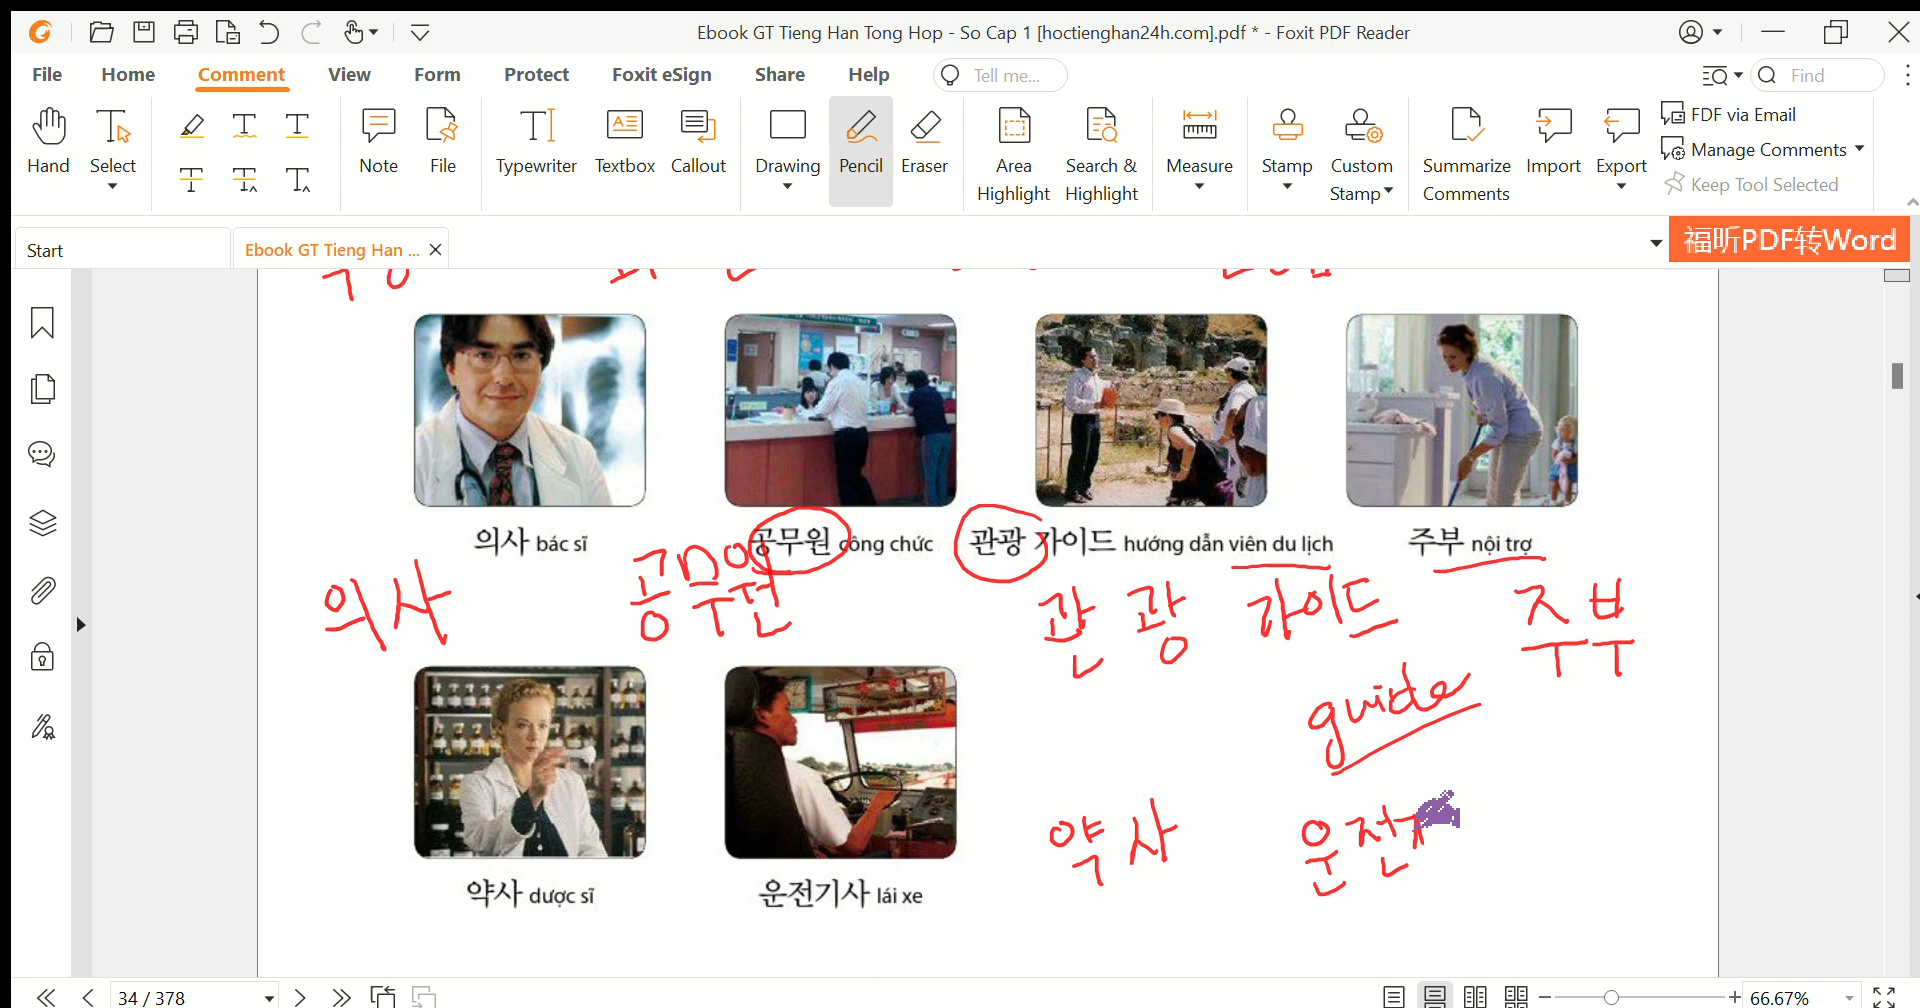 Ebook GT Tieng Han Tong Hop - So Cap 1 [hoctienghan24h.com].pdf * - Foxit PDF Reader
File Home Comment View Form Protect Foxit eSign Share Help Tell me... Find
Hand Select Note File Typewriter Textbox Callout Drawing Pencil Eraser Area Highlight Search & Highlight Measure Stamp Custom Stamp Summarize Comments Import Export
FDF via Email
Manage Comments
Keep Tool Selected
Start Ebook GT Tieng Han ... 福昕PDF转Word
의사 bác sĩ 공무원 công chức 관광 가이드 hướng dẫn viên du lịch 주부 nội trợ
의사 공무원 관광 가이드 주부
guide
약사 운전
약사 dược sĩ 운전기사 lái xe
34 / 378 66.67%